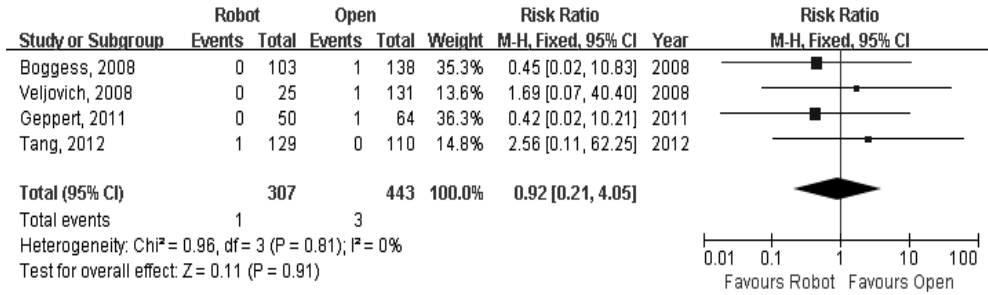 Robot Open Risk Ratio Risk Ratio
Study or Subgroup Events Total Events Total Weight M-H, Fixed, 95% CI Year M-H, Fixed, 95% CI
Boggess, 2008 0 103 1 138 35.3% 0.45 [0.02, 10.83] 2008
Veljovich, 2008 0 25 1 131 13.6% 1.69 [0.07, 40.40] 2008
Geppert, 2011 0 50 1 64 36.3% 0.42 [0.02, 10.21] 2011
Tang, 2012 1 129 0 110 14.8% 2.56 [0.11, 62.25] 2012
Total (95% CI) 307 443 100.0% 0.92 [0.21, 4.05]
Total events 1 3
Heterogeneity: Chi² = 0.96, df = 3 (P = 0.81); I² = 0%
Test for overall effect: Z = 0.11 (P = 0.91)
0.01 0.1 1 10 100
Favours Robot Favours Open